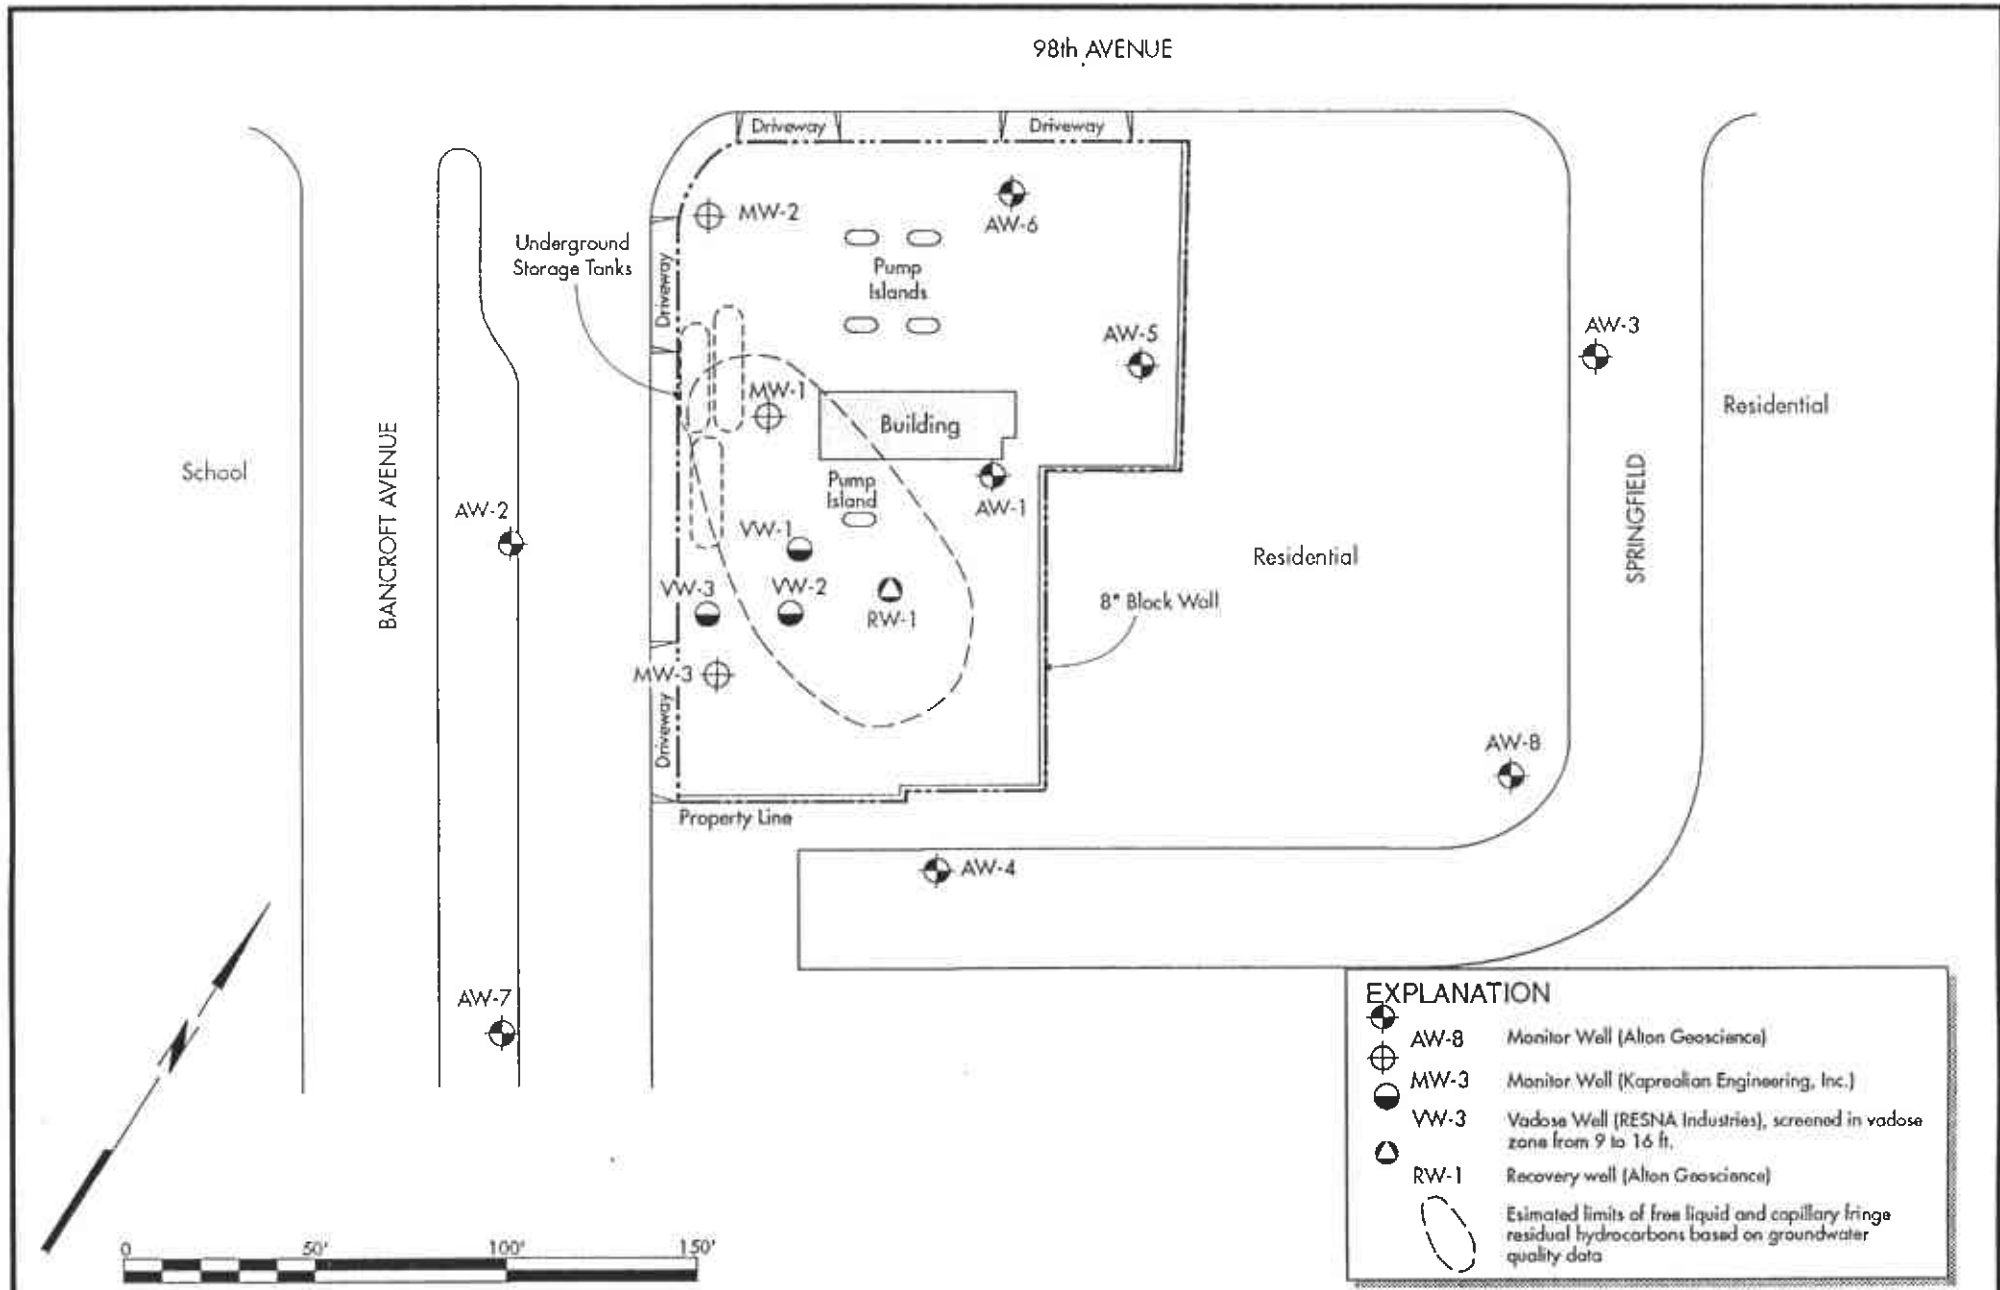 98th AVENUE
Driveway
Driveway
MW-2
AW-6
Underground
Storage Tanks
Driveway
Pump
Islands
AW-5
AW-3
MW-1
Building
Residential
BANCROFT AVENUE
School
Pump
Island
AW-1
AW-2
VW-1
SPRINGFIELD
Residential
VW-3
VW-2
RW-1
8" Block Wall
MW-3
Driveway
AW-8
Property Line
AW-4
AW-7
EXPLANATION
AW-8 Monitor Well (Alton Geoscience)
MW-3 Monitor Well (Kaprealian Engineering, Inc.)
VW-3 Vadose Well (RESNA Industries), screened in vadose
zone from 9 to 16 ft.
RW-1 Recovery well (Alton Geoscience)
Esimated limits of free liquid and capillary fringe
residual hydrocarbons based on groundwater
quality data
0 50' 100' 150'